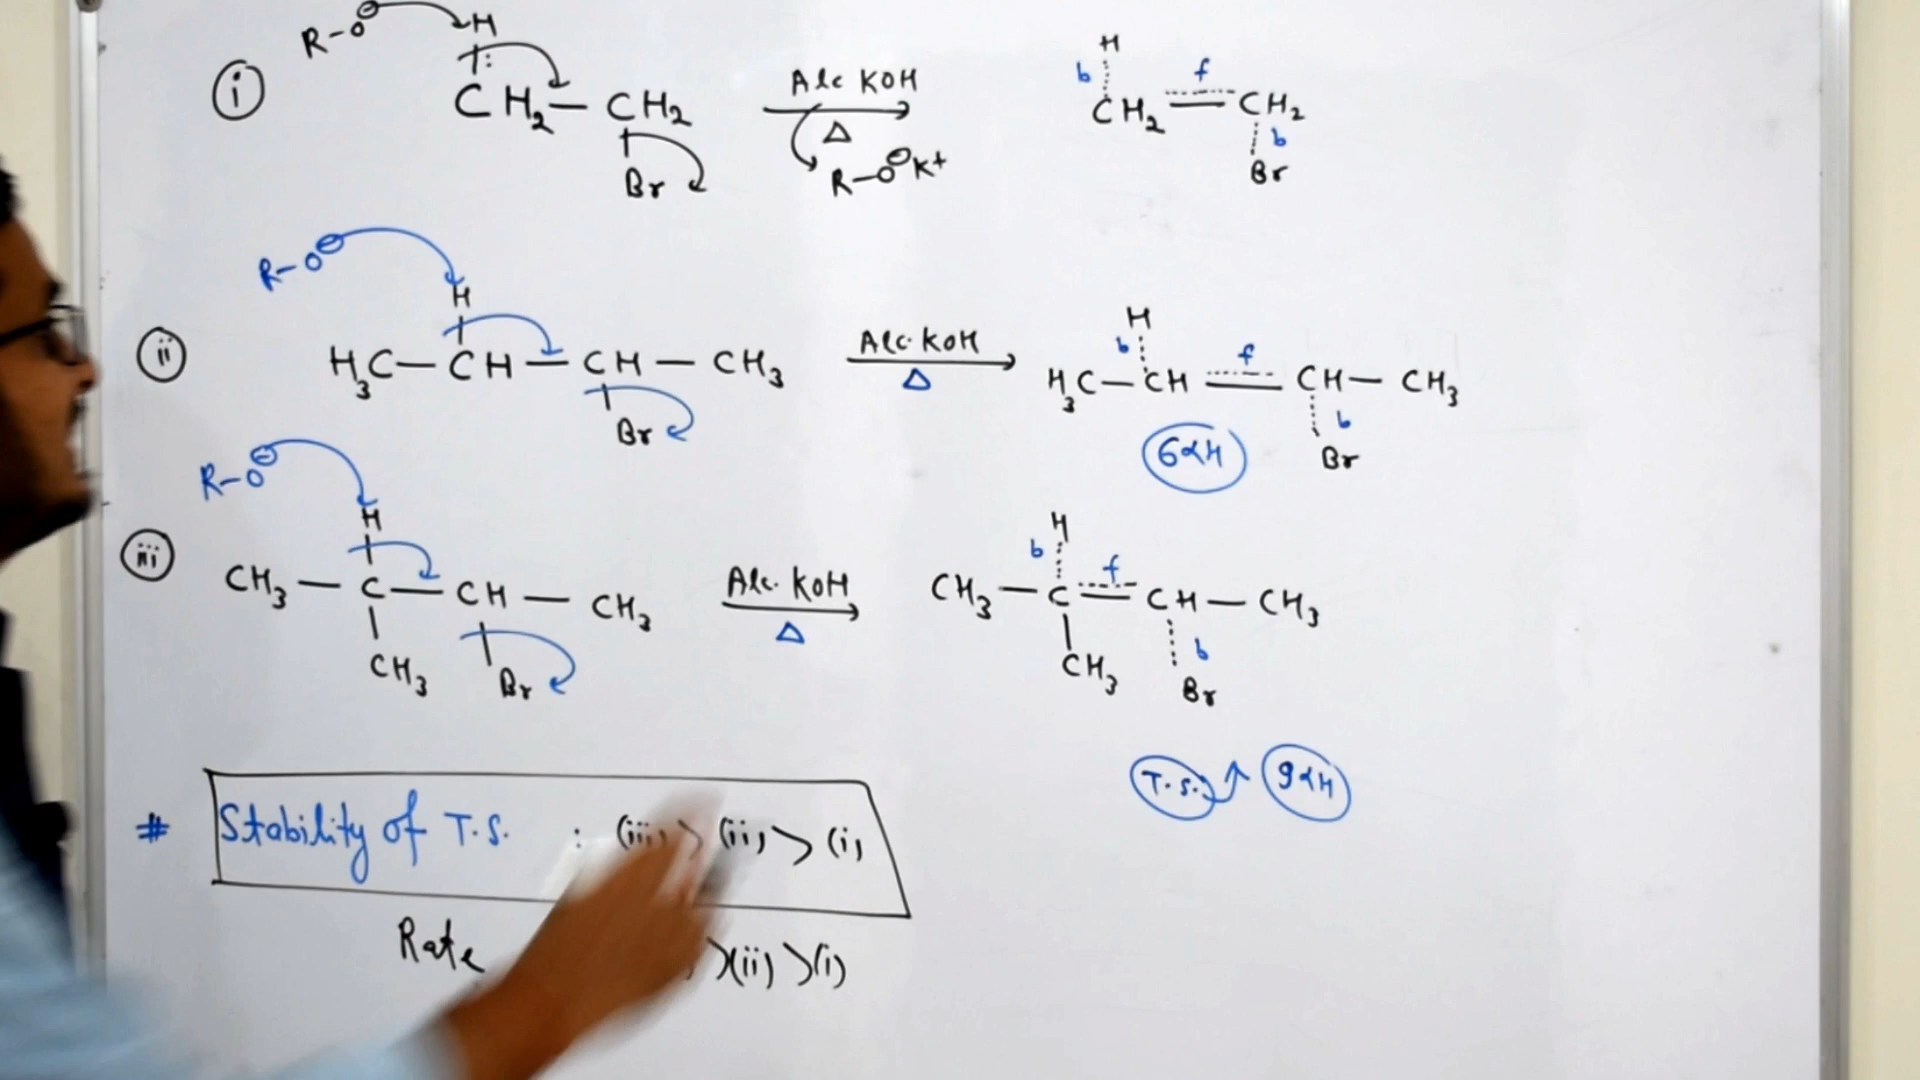 R-O⊖ H
(i) CH₂—CH₂ Alc KOH Δ H b CH₂ f CH₂
Br R-O⊖K+ b Br
R-O⊖ H
(ii) H₃C—CH—CH—CH₃ Alc. KOH Δ H b H₃C—CH f CH—CH₃
Br 6αH b Br
R-O⊖ H
(iii) CH₃—C—CH—CH₃ Alc. KOH Δ H b CH₃—C f CH—CH₃
CH₃ Br CH₃ b Br
T.S. ↑ 9αH
# Stability of T.S. : (iii) > (ii) > (i)
Rate >(ii) >(i)